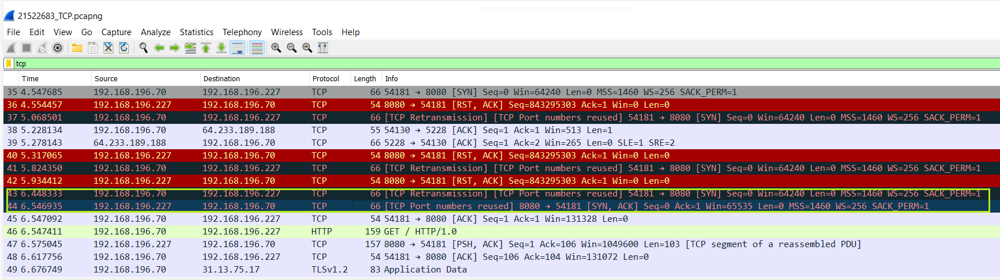 21522683_TCP.pcapng
File Edit View Go Capture Analyze Statistics Telephony Wireless Tools Help
tcp
Time Source Destination Protocol Length Info
35 4.547685 192.168.196.70 192.168.196.227 TCP 66 54181 → 8080 [SYN] Seq=0 Win=64240 Len=0 MSS=1460 WS=256 SACK_PERM=1
36 4.554457 192.168.196.227 192.168.196.70 TCP 54 8080 → 54181 [RST, ACK] Seq=843295303 Ack=1 Win=0 Len=0
37 5.068501 192.168.196.70 192.168.196.227 TCP 66 [TCP Retransmission] [TCP Port numbers reused] 54181 → 8080 [SYN] Seq=0 Win=64240 Len=0 MSS=1460 WS=256 SACK_PERM=1
38 5.228134 192.168.196.70 64.233.189.188 TCP 55 54130 → 5228 [ACK] Seq=1 Ack=1 Win=513 Len=1
39 5.278143 64.233.189.188 192.168.196.70 TCP 66 5228 → 54130 [ACK] Seq=1 Ack=2 Win=265 Len=0 SLE=1 SRE=2
40 5.317065 192.168.196.227 192.168.196.70 TCP 54 8080 → 54181 [RST, ACK] Seq=843295303 Ack=1 Win=0 Len=0
41 5.824350 192.168.196.70 192.168.196.227 TCP 66 [TCP Retransmission] [TCP Port numbers reused] 54181 → 8080 [SYN] Seq=0 Win=64240 Len=0 MSS=1460 WS=256 SACK_PERM=1
42 5.934412 192.168.196.227 192.168.196.70 TCP 54 8080 → 54181 [RST, ACK] Seq=843295303 Ack=1 Win=0 Len=0
43 6.448333 192.168.196.70 192.168.196.227 TCP 66 [TCP Retransmission] [TCP Port numbers reused] 54181 → 8080 [SYN] Seq=0 Win=64240 Len=0 MSS=1460 WS=256 SACK_PERM=1
44 6.546935 192.168.196.227 192.168.196.70 TCP 66 [TCP Port numbers reused] 8080 → 54181 [SYN, ACK] Seq=0 Ack=1 Win=65535 Len=0 MSS=1460 WS=256 SACK_PERM=1
45 6.547092 192.168.196.70 192.168.196.227 TCP 54 54181 → 8080 [ACK] Seq=1 Ack=1 Win=131328 Len=0
46 6.547411 192.168.196.70 192.168.196.227 HTTP 159 GET / HTTP/1.0
47 6.575045 192.168.196.227 192.168.196.70 TCP 157 8080 → 54181 [PSH, ACK] Seq=1 Ack=106 Win=1049600 Len=103 [TCP segment of a reassembled PDU]
48 6.617756 192.168.196.70 192.168.196.227 TCP 54 54181 → 8080 [ACK] Seq=106 Ack=104 Win=131072 Len=0
49 6.676749 192.168.196.70 31.13.75.17 TLSv1.2 83 Application Data